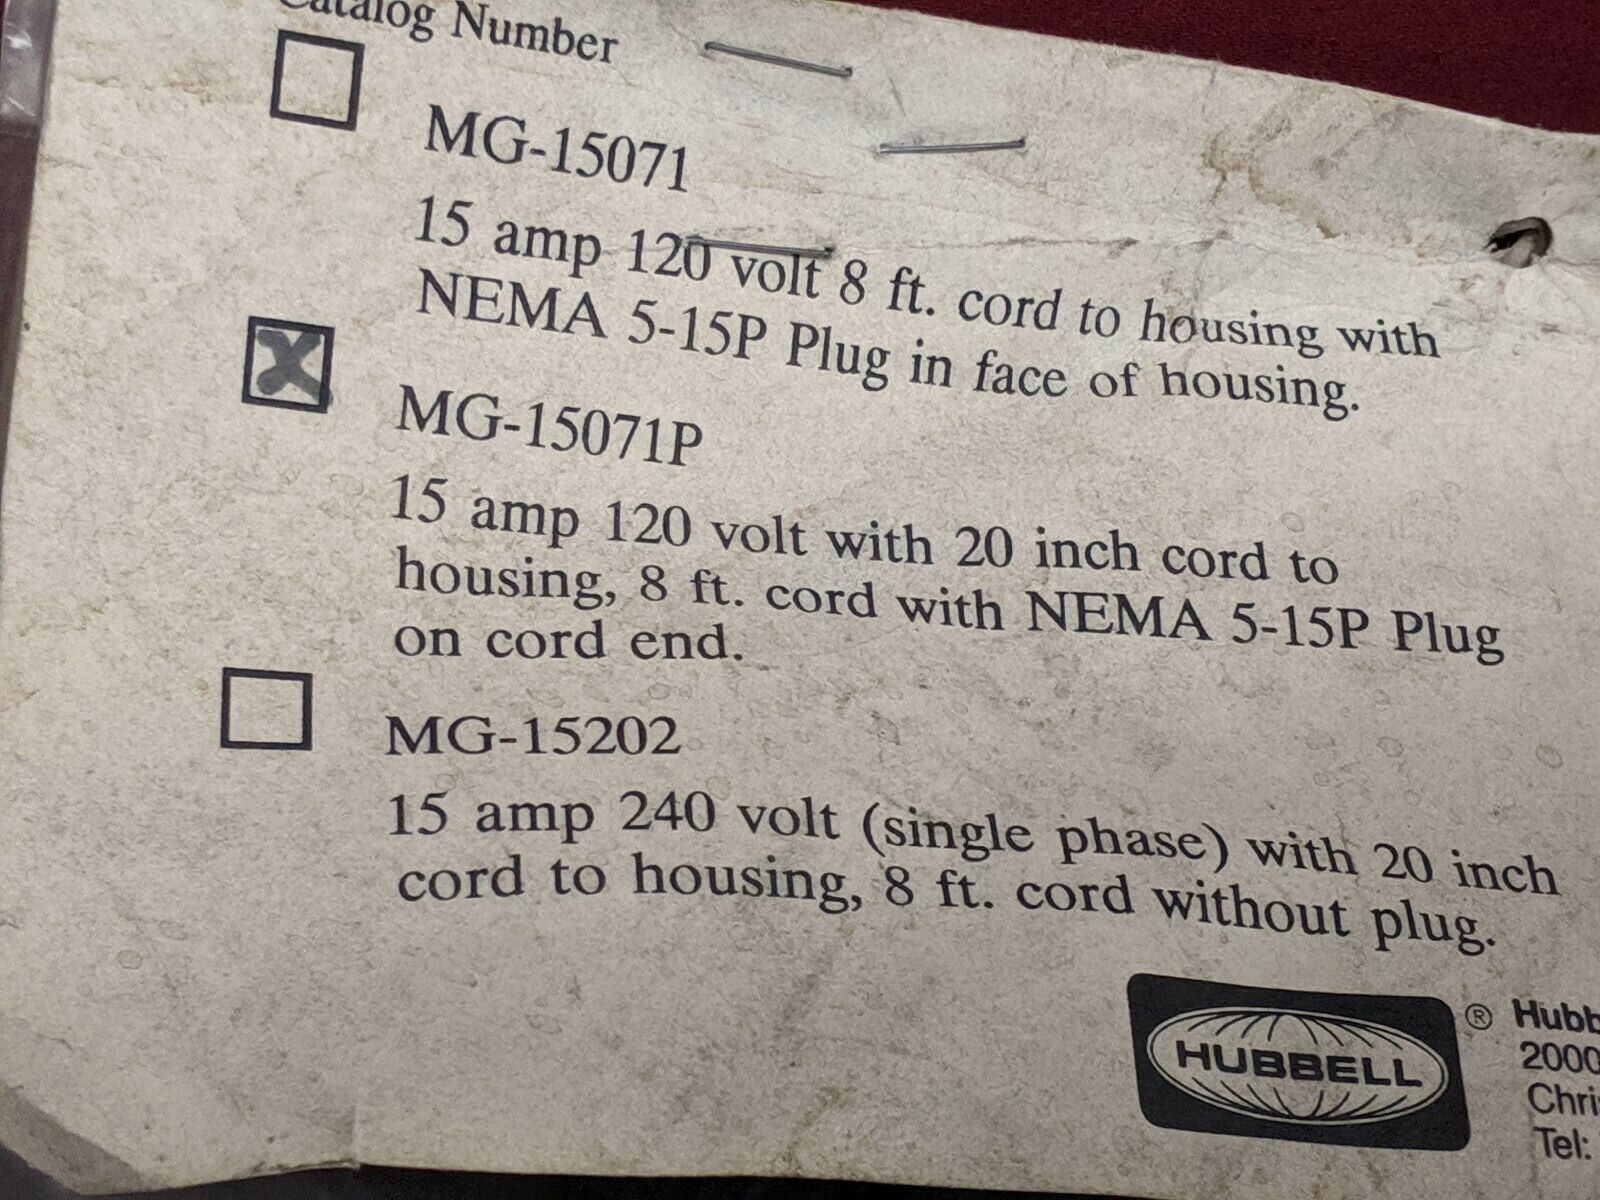 Catalog Number
MG-15071
15 amp 120 volt 8 ft. cord to housing with
NEMA 5-15P Plug in face of housing.
MG-15071P
15 amp 120 volt with 20 inch cord to
housing, 8 ft. cord with NEMA 5-15P Plug
on cord end.
MG-15202
15 amp 240 volt (single phase) with 20 inch
cord to housing, 8 ft. cord without plug.
HUBBELL
® Hubb
2000
Chris
Tel: